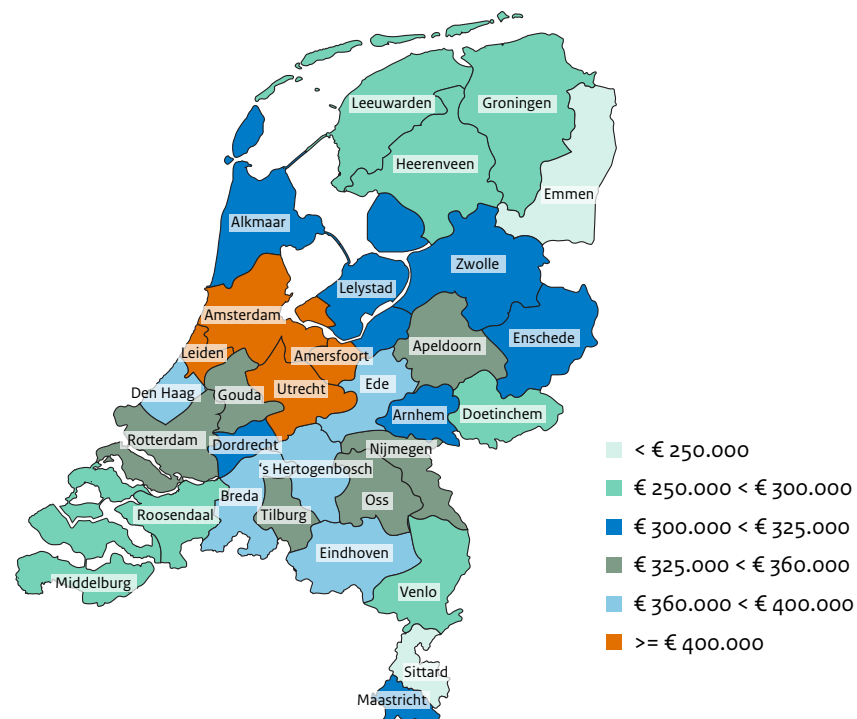 Leeuwarden
Groningen
Heerenveen
Emmen
Alkmaar
Zwolle
Lelystad
Amsterdam
Enschede
Apeldoorn
Leiden
Amersfoort
Ede
Utrecht
Den Haag
Gouda
Arnhem
Doetinchem
Rotterdam
Dordrecht
Nijmegen
's Hertogenbosch
Breda
Oss
Roosendaal
Tilburg
Eindhoven
Middelburg
Venlo
Sittard
Maastricht
< € 250.000
€ 250.000 < € 300.000
€ 300.000 < € 325.000
€ 325.000 < € 360.000
€ 360.000 < € 400.000
>= € 400.000